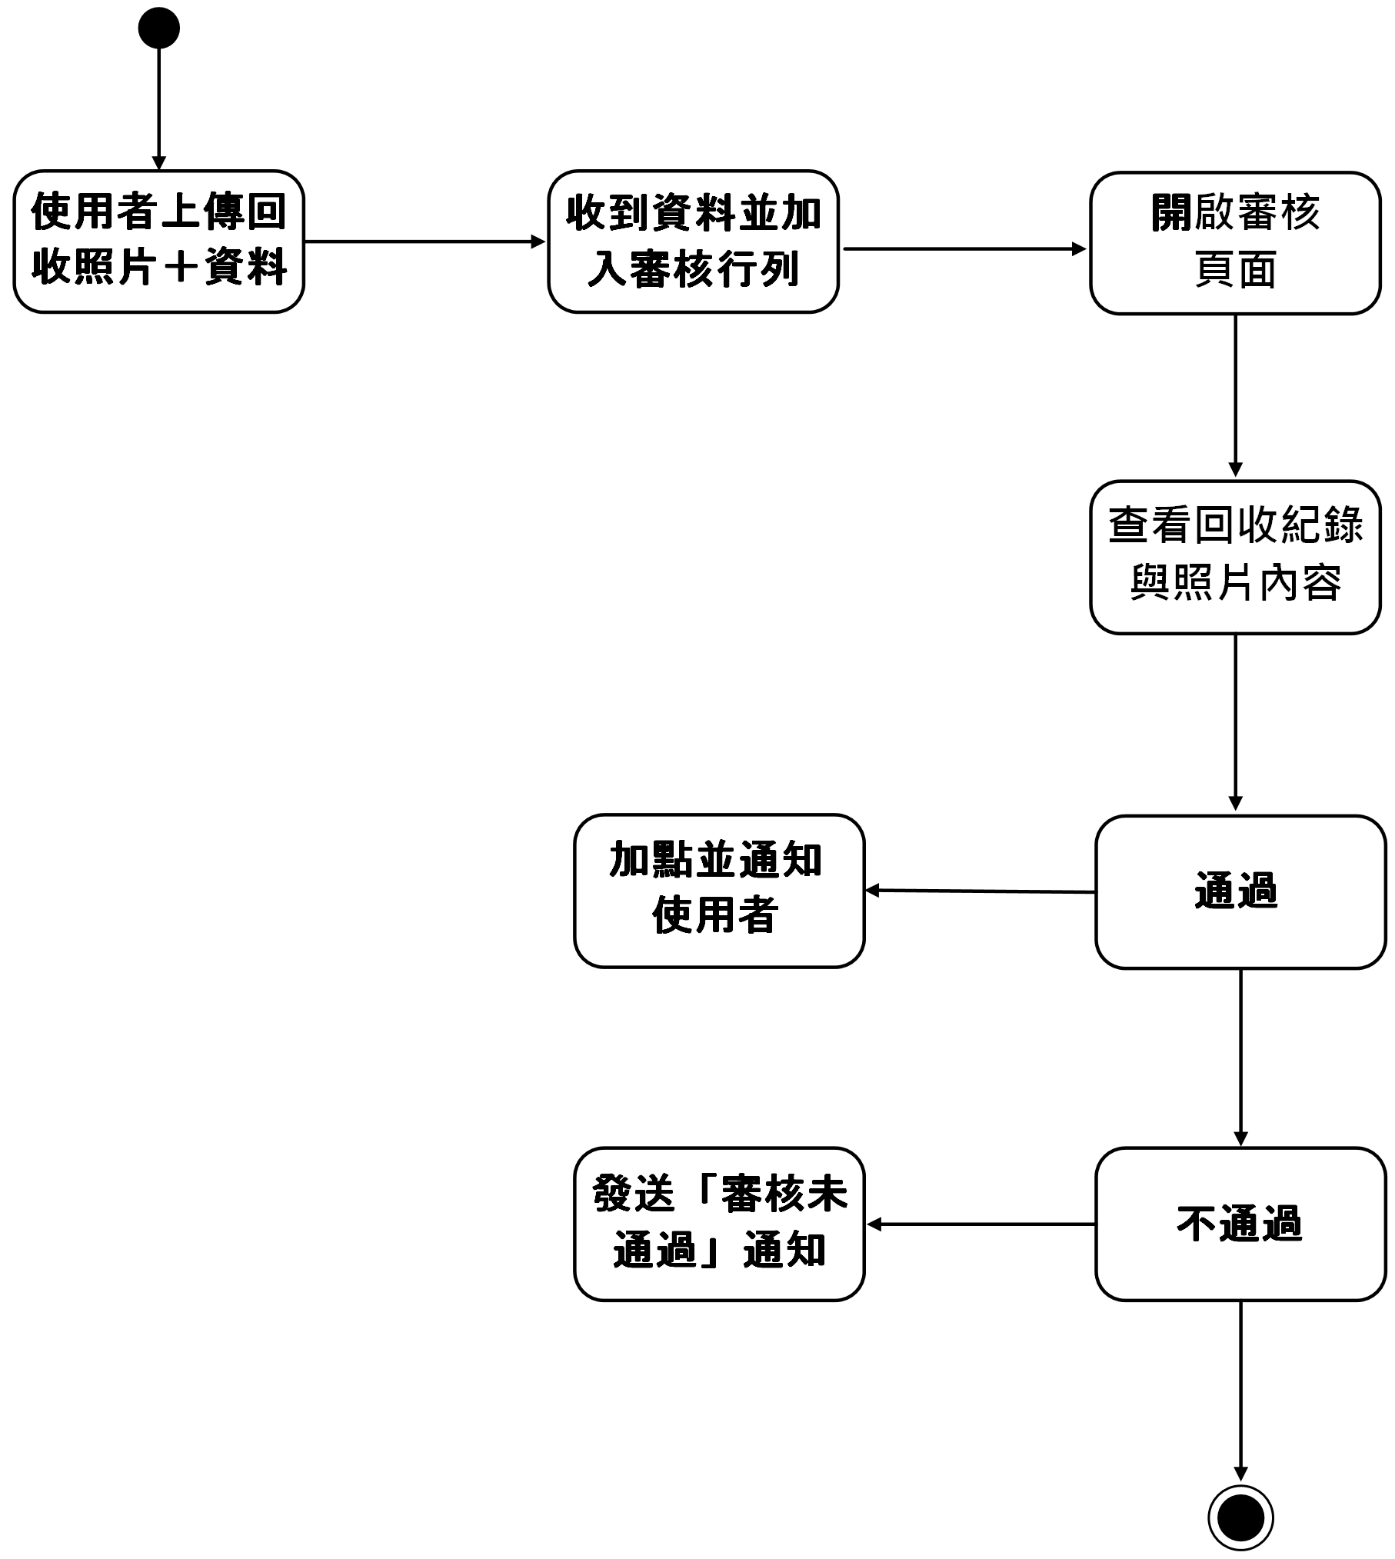 使用者上傳回
收照片＋資料
收到資料並加
入審核行列
開啟審核
頁面
查看回收紀錄
與照片內容
加點並通知
使用者
通過
發送「審核未
通過」通知
不通過